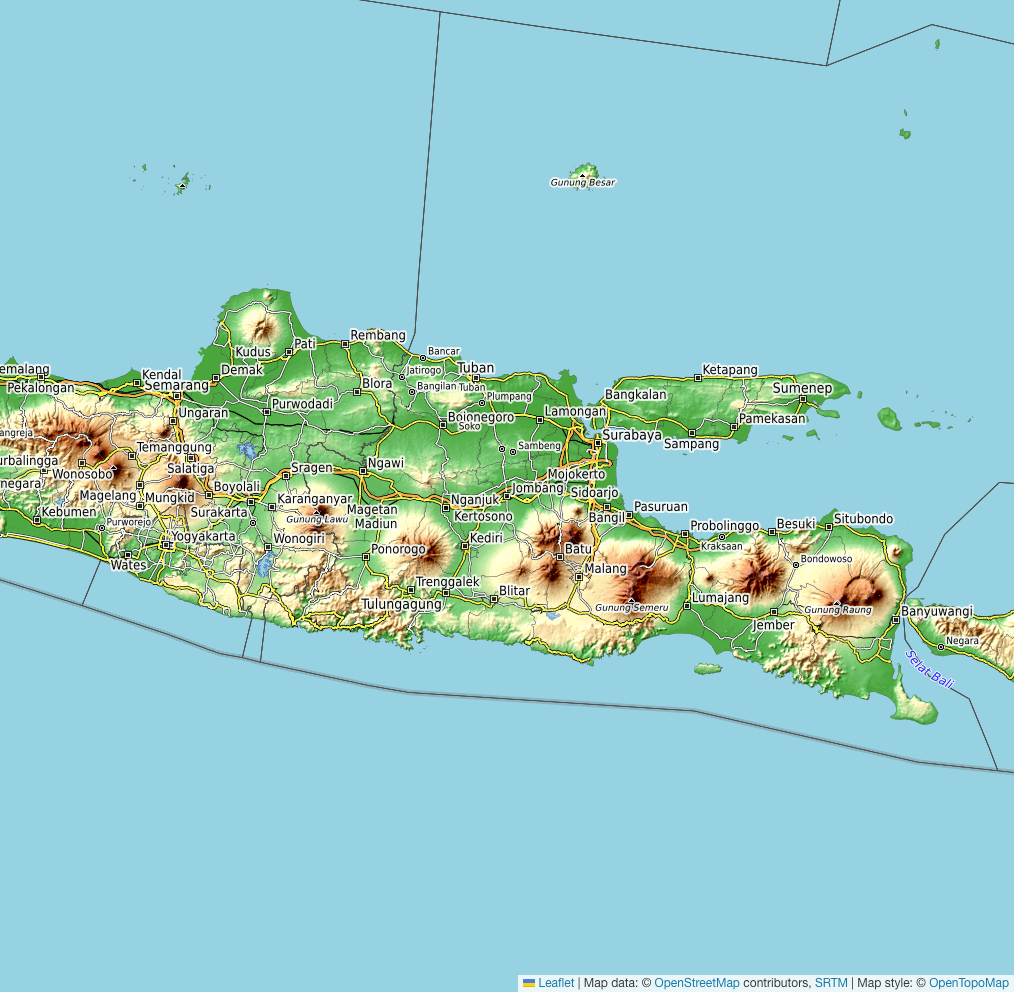 Gunung Besar
Rembang
Pati
Kudus
Bancar
Jatirogo
Tuban
Kendal
Demak
emalang
Semarang
Pekalongan
Blora
Bangilan
Tuban
Plumpang
Ketapang
Sumenep
Bangkalan
Purwodadi
Ungaran
Bojonegoro
Soko
Lamongan
Pamekasan
Sampang
Surabaya
angreja
Temanggung
Sambeng
urbalingga
Wonosobo
Salatiga
Sragen
Ngawi
Mojokerto
negara
Boyolali
Jombang
Sidoarjo
Magelang
Mungkid
Karanganyar
Nganjuk
Kebumen
Surakarta
Gunung Lawu
Magetan
Madiun
Kertosono
Bangil
Pasuruan
Purworejo
Probolinggo
Besuki
Situbondo
Yogyakarta
Wonogiri
Kediri
Kraksaan
Ponorogo
Batu
Bondowoso
Wates
Malang
Trenggalek
Blitar
Tulungagung
Gunung Semeru
Lumajang
Gunung Raung
Banyuwangi
Jember
Negara
Selat Bali
Leaflet | Map data: © OpenStreetMap contributors, SRTM | Map style: © OpenTopoMap